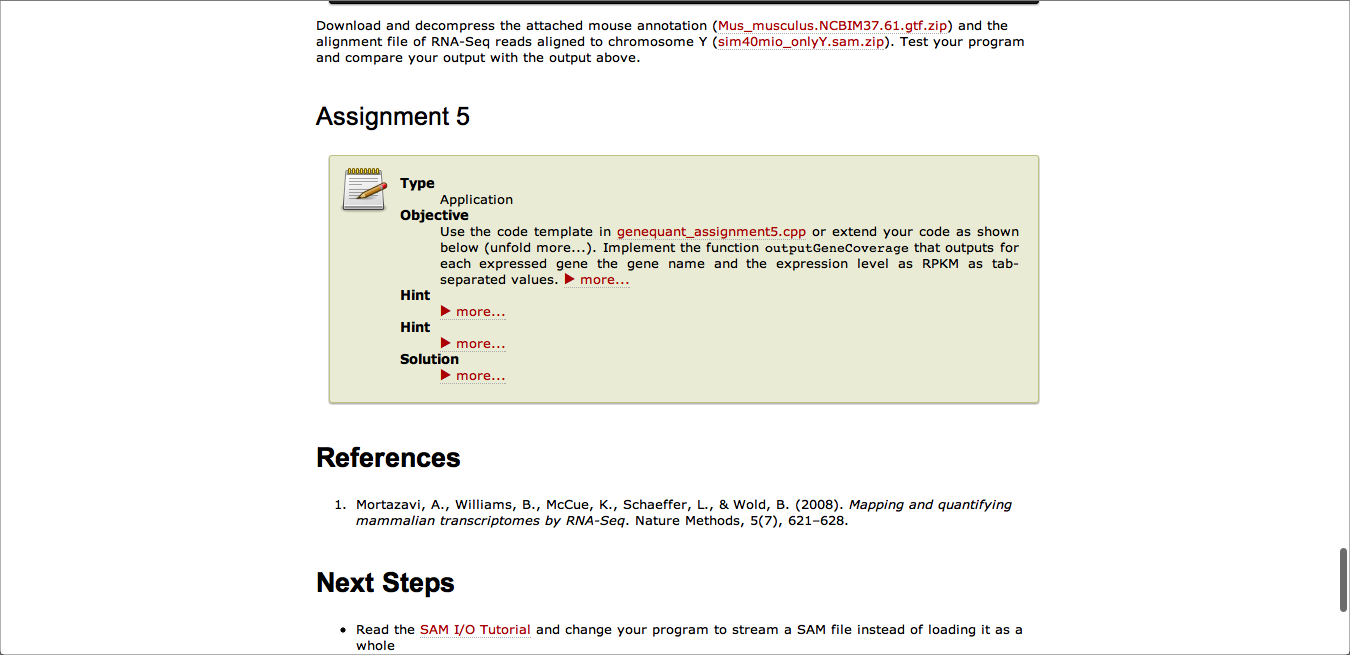 Download and decompress the attached mouse annotation (Mus_musculus.NCBIM37.61.gtf.zip) and the
alignment file of RNA-Seq reads aligned to chromosome Y (sim40mio_onlyY.sam.zip). Test your program
and compare your output with the output above.
Assignment 5
Type
Application
Objective
Use the code template in genequant_assignment5.cpp or extend your code as shown
below (unfold more...). Implement the function outputGeneCoverage that outputs for
each expressed gene the gene name and the expression level as RPKM as tab-
separated values. ▶ more...
Hint
▶ more...
Hint
▶ more...
Solution
▶ more...
References
1. Mortazavi, A., Williams, B., McCue, K., Schaeffer, L., & Wold, B. (2008). Mapping and quantifying
mammalian transcriptomes by RNA-Seq. Nature Methods, 5(7), 621–628.
Next Steps
• Read the SAM I/O Tutorial and change your program to stream a SAM file instead of loading it as a
whole